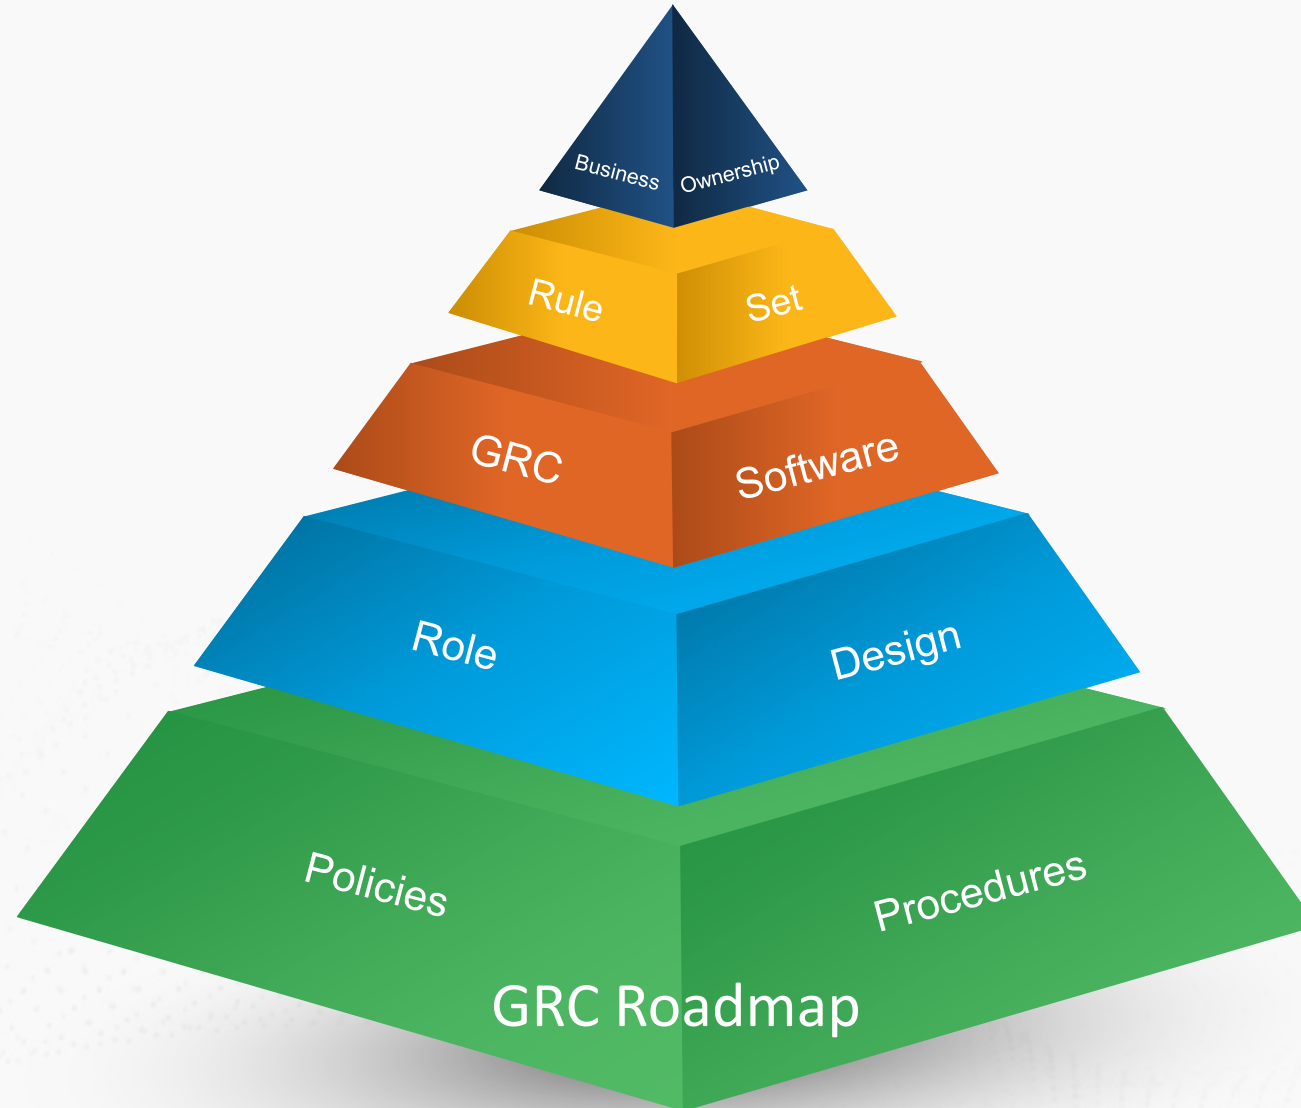 Business Ownership
Rule Set
GRC Software
Role Design
Policies Procedures
GRC Roadmap